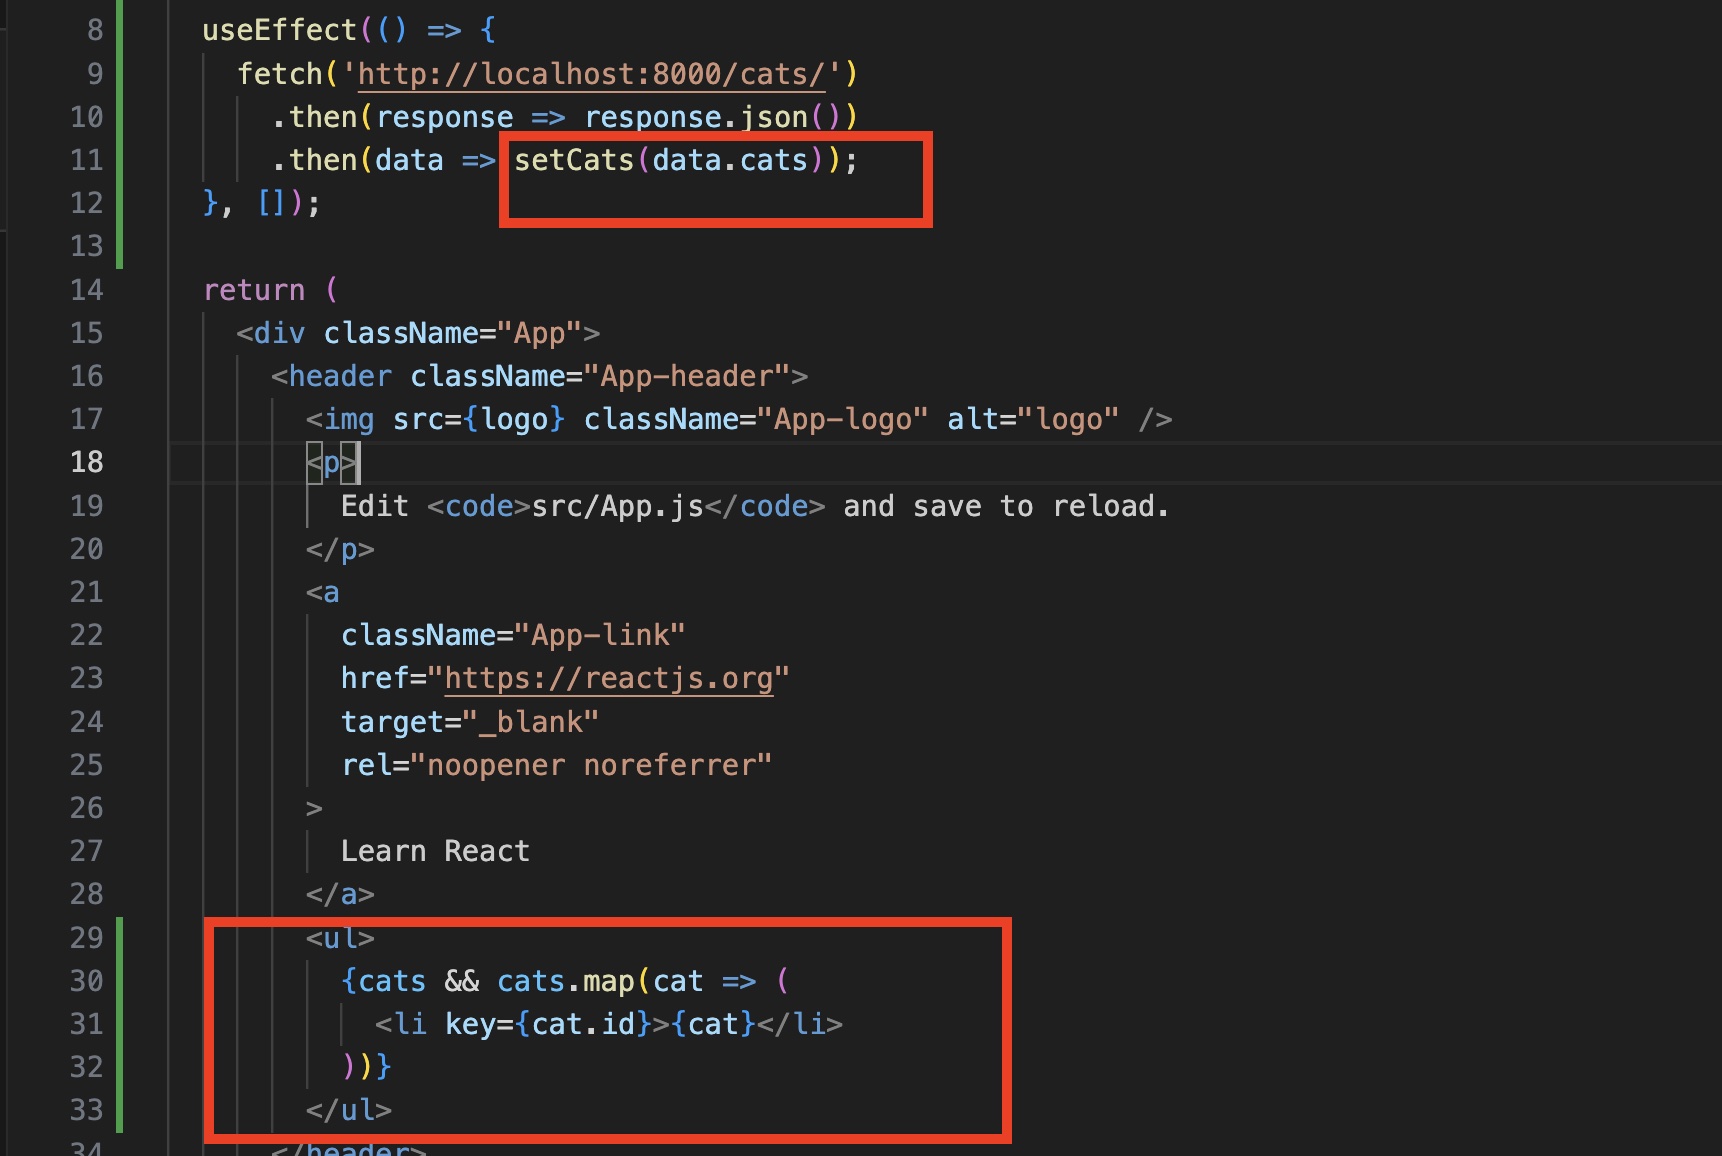 8 useEffect(() => {
9 fetch('http://localhost:8000/cats/')
10 .then(response => response.json())
11 .then(data => setCats(data.cats));
12 }, []);
13
14 return (
15 <div className="App">
16 <header className="App-header">
17 <img src={logo} className="App-logo" alt="logo" />
18 <p>
19 Edit <code>src/App.js</code> and save to reload.
20 </p>
21 <a
22 className="App-link"
23 href="https://reactjs.org"
24 target="_blank"
25 rel="noopener noreferrer"
26 >
27 Learn React
28 </a>
29 <ul>
30 {cats && cats.map(cat => (
31 <li key={cat.id}>{cat}</li>
32 ))}
33 </ul>
34 </header>